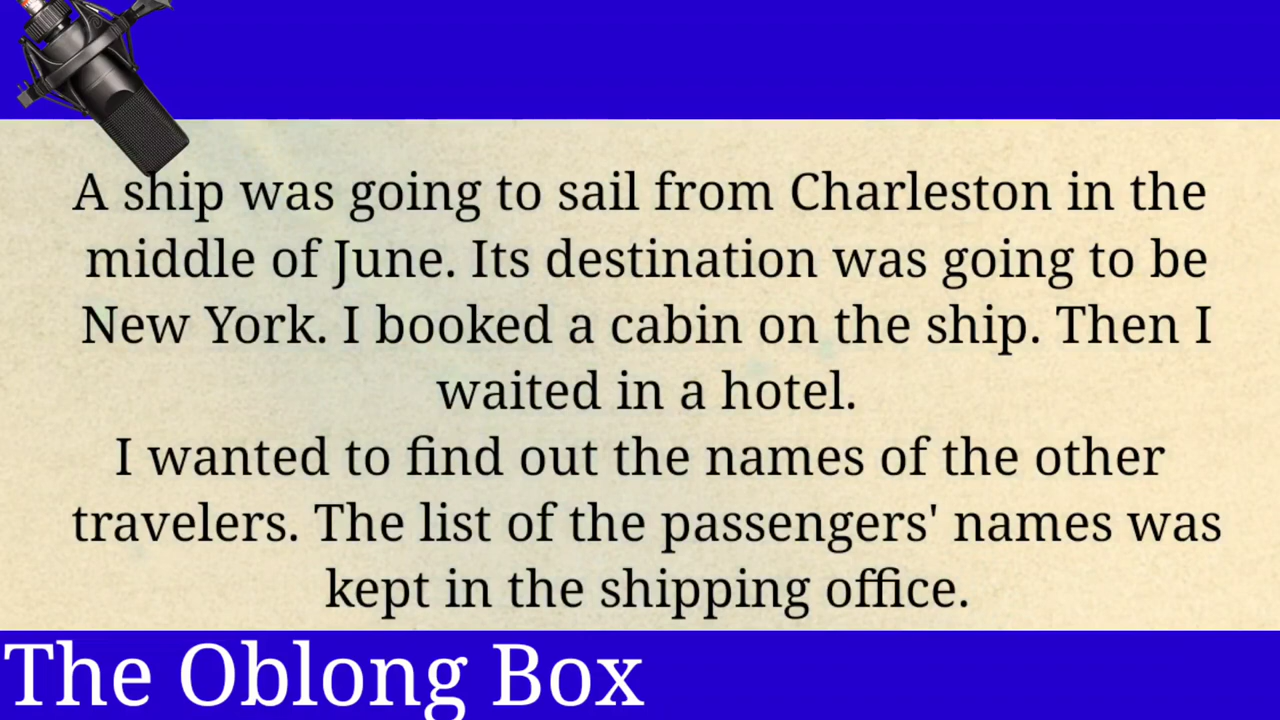 A ship was going to sail from Charleston in the
middle of June. Its destination was going to be
New York. I booked a cabin on the ship. Then I
waited in a hotel.
I wanted to find out the names of the other
travelers. The list of the passengers' names was
kept in the shipping office.
The Oblong Box